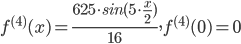 f^{(4)}(x) = \frac{625 \cdot sin(5 \cdot \frac{x}{2})}{16}, f^{(4)}(0) = 0